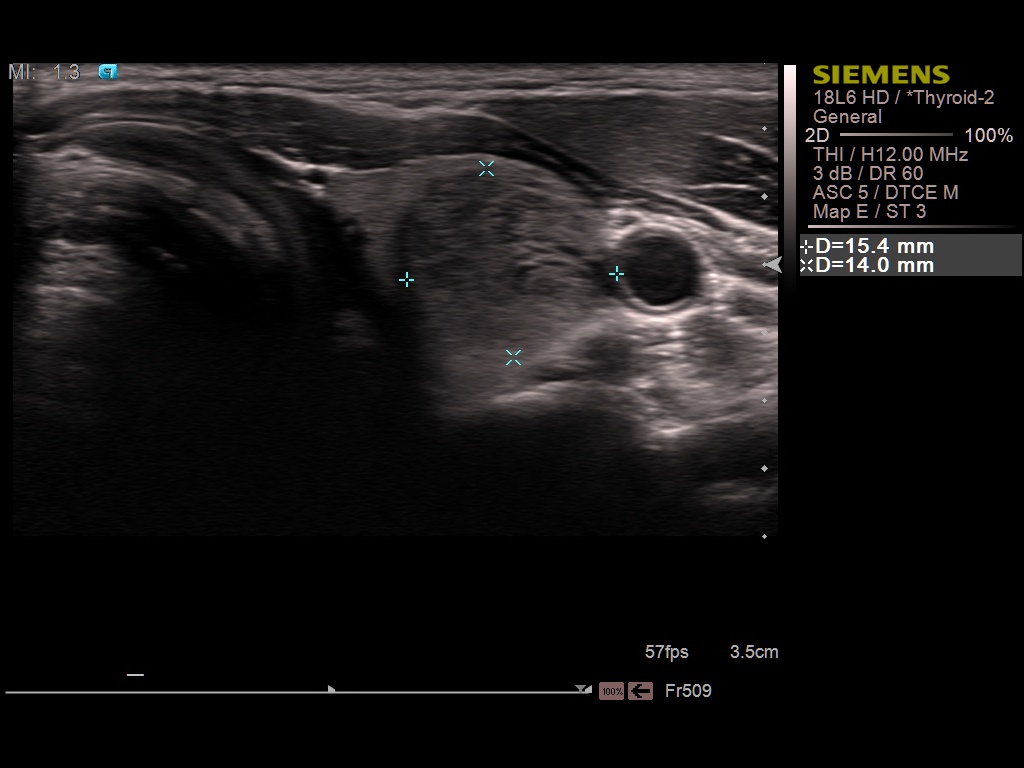 MI: 1.3
SIEMENS
18L6 HD / *Thyroid-2
General
2D 100%
THI / H12.00 MHz
3 dB / DR 60
ASC 5 / DTCE M
Map E / ST 3
D=15.4 mm
D=14.0 mm
57fps 3.5cm
100% Fr509